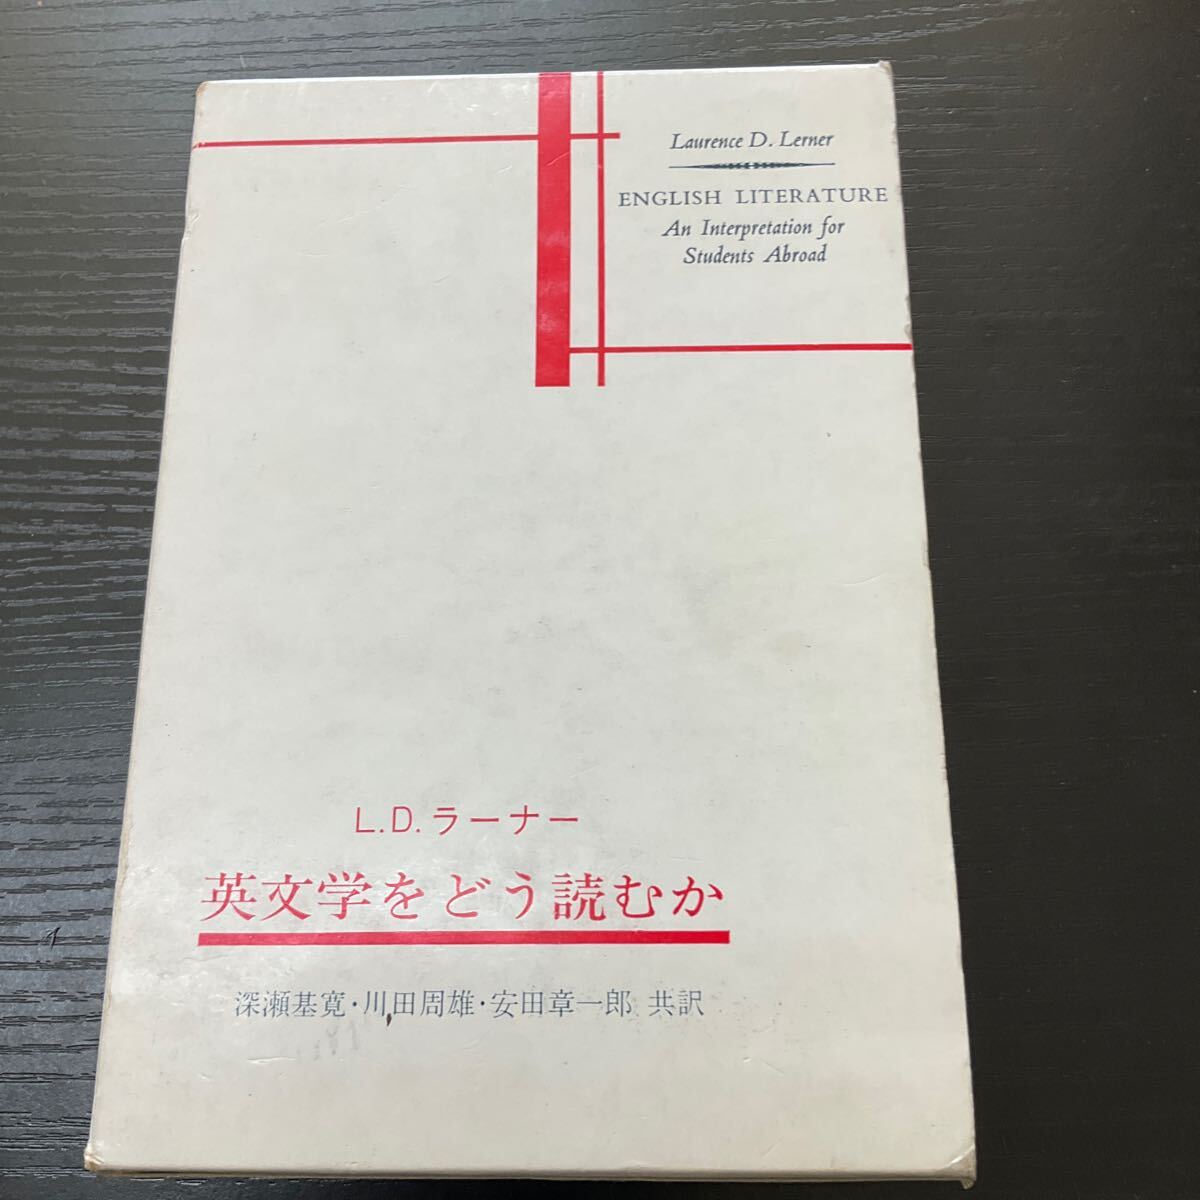 Laurence D. Lerner
ENGLISH LITERATURE
An Interpretation for
Students Abroad
L.D.ラーナー
英文学をどう読むか
深瀬基寛・川田周雄・安田章一郎 共訳